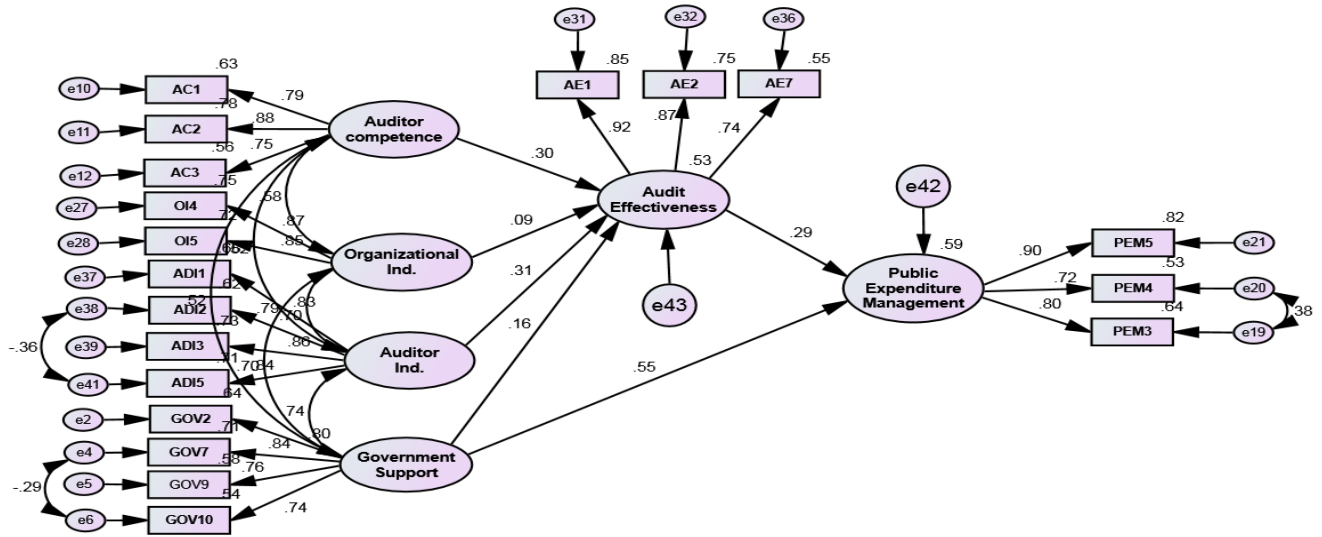 e31
e32
e36
.85
.75
.55
AE1
AE2
AE7
.92
.87
.74
.53
Audit
Effectiveness
e43
e10
AC1
.63
.79
e11
AC2
.78
.88
e12
AC3
.56
.75
e27
OI4
.75
.87
e28
OI5
.72
.85
e37
ADI1
e38
ADI2
.62
.79
e39
ADI3
.73
.86
e41
ADI5
.71
.84
-.36
e2
GOV2
.64
.80
e4
GOV7
.71
.84
e5
GOV9
.58
.76
e6
GOV10
.54
.74
-.29
Auditor
competence
Organizational
Ind.
Auditor
Ind.
Government
Support
.58
.52
.83
.70
.70
.74
.30
.09
.31
.16
.29
.55
e42
.59
Public
Expenditure
Management
.90
.72
.80
.82
PEM5
e21
.53
PEM4
e20
.64
PEM3
e19
.38